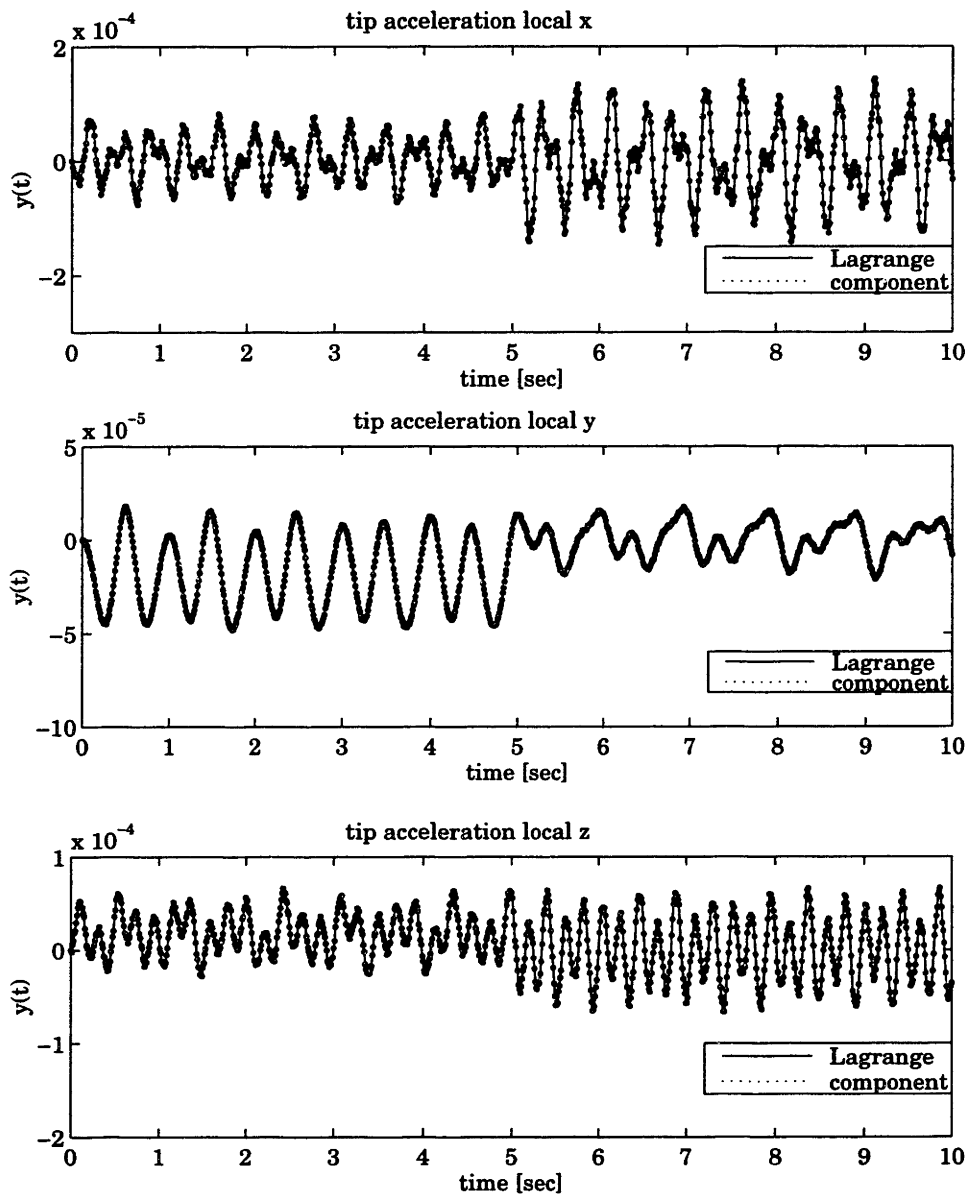 tip acceleration local x
x 10⁻⁴
2
0
−2
y(t)
0 1 2 3 4 5 6 7 8 9 10
time [sec]
Lagrange
component
tip acceleration local y
x 10⁻⁵
5
0
−5
−10
y(t)
0 1 2 3 4 5 6 7 8 9 10
time [sec]
Lagrange
component
tip acceleration local z
x 10⁻⁴
1
0
−1
−2
y(t)
0 1 2 3 4 5 6 7 8 9 10
time [sec]
Lagrange
component